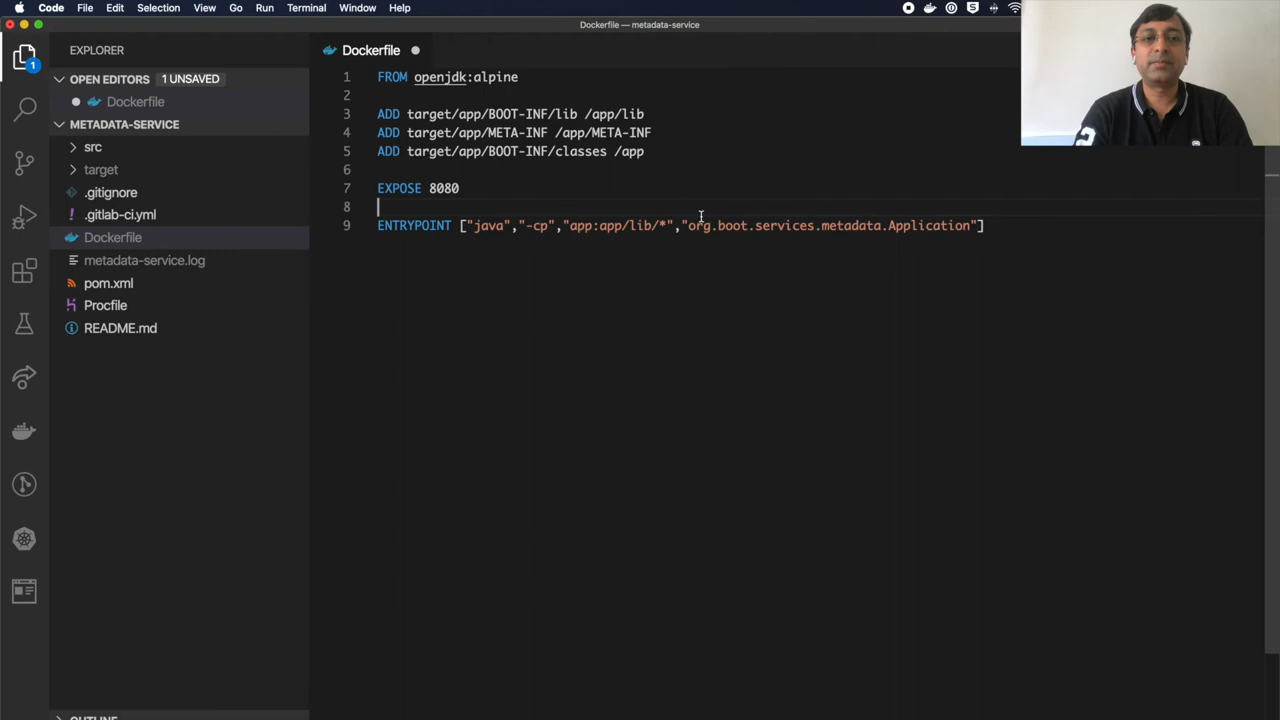 Code File Edit Selection View Go Run Terminal Window Help
Dockerfile — metadata-service
EXPLORER
OPEN EDITORS 1 UNSAVED
Dockerfile
METADATA-SERVICE
src
target
.gitignore
.gitlab-ci.yml
Dockerfile
metadata-service.log
pom.xml
Procfile
README.md
OUTLINE
1
Dockerfile
1 FROM openjdk:alpine
2
3 ADD target/app/BOOT-INF/lib /app/lib
4 ADD target/app/META-INF /app/META-INF
5 ADD target/app/BOOT-INF/classes /app
6
7 EXPOSE 8080
8
9 ENTRYPOINT ["java","-cp","app:app/lib/*","org.boot.services.metadata.Application"]
2